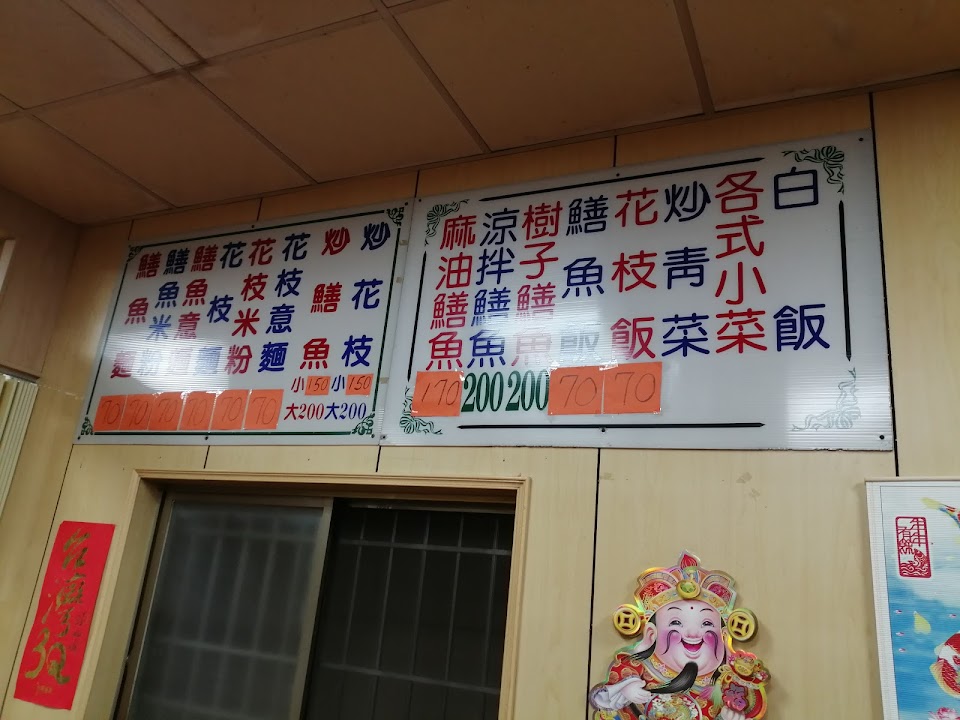 白飯
各式小菜
炒青菜
花枝飯
70
鱔魚飯
70
樹子鱔魚
200
涼拌鱔魚
200
麻油鱔魚
170
炒花枝
小150
大200
炒鱔魚
小150
大200
花枝意麵
70
花枝米粉
70
花枝麵
70
鱔魚意麵
70
鱔魚米粉
70
鱔魚麵
70